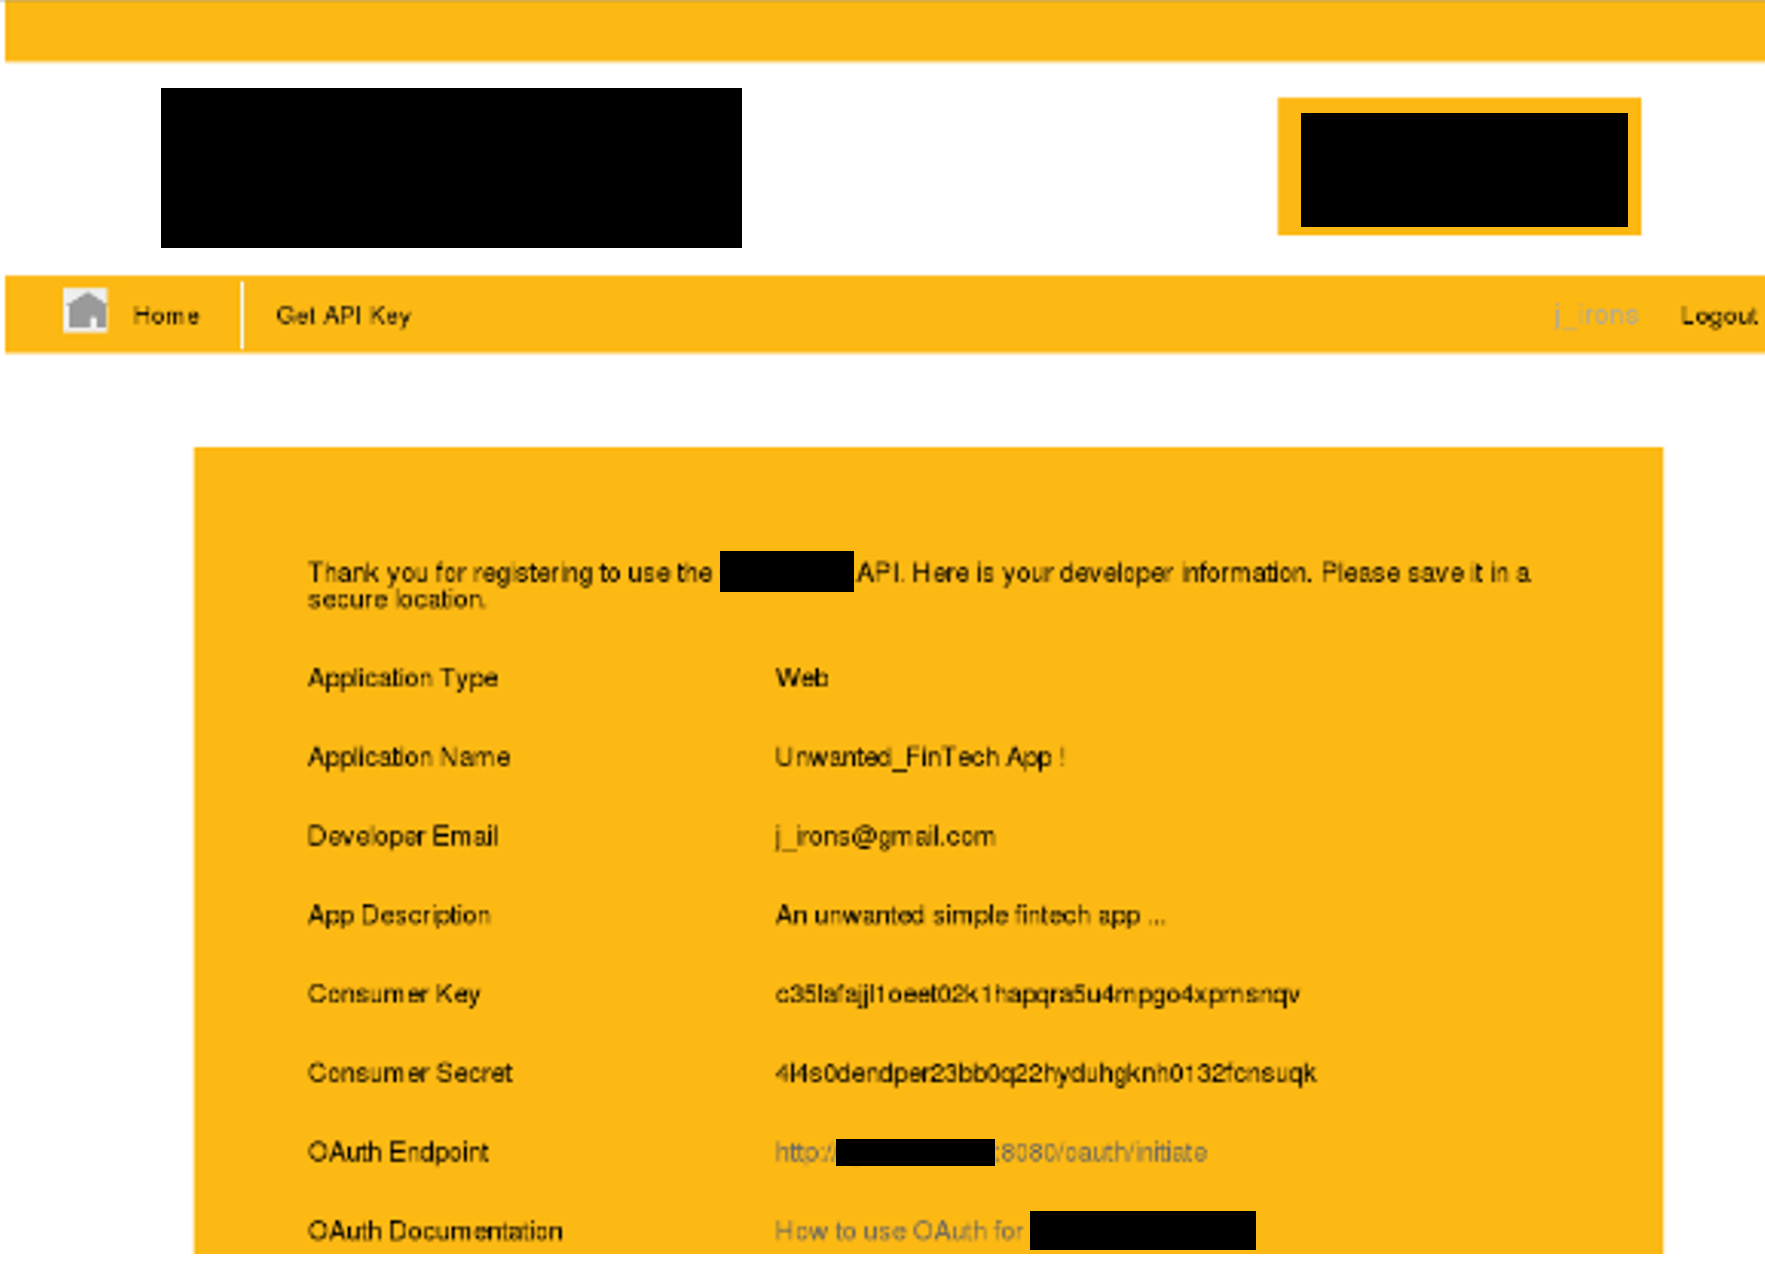 Home
Get API Key
j_irons
Logout
Thank you for registering to use the API. Here is your developer information. Please save it in a
secure location.
Application Type Web
Application Name Unwanted_FinTech App !
Developer Email j_irons@gmail.com
App Description An unwanted simple fintech app ...
Consumer Key c35lafajjl1oeet02k1hapqra5u4mpgo4xpmsnqv
Consumer Secret 4l4s0dendper23bb0q22hyduhgknh0132fcnsuqk
OAuth Endpoint http:// :8080/oauth/initiate
OAuth Documentation How to use OAuth for